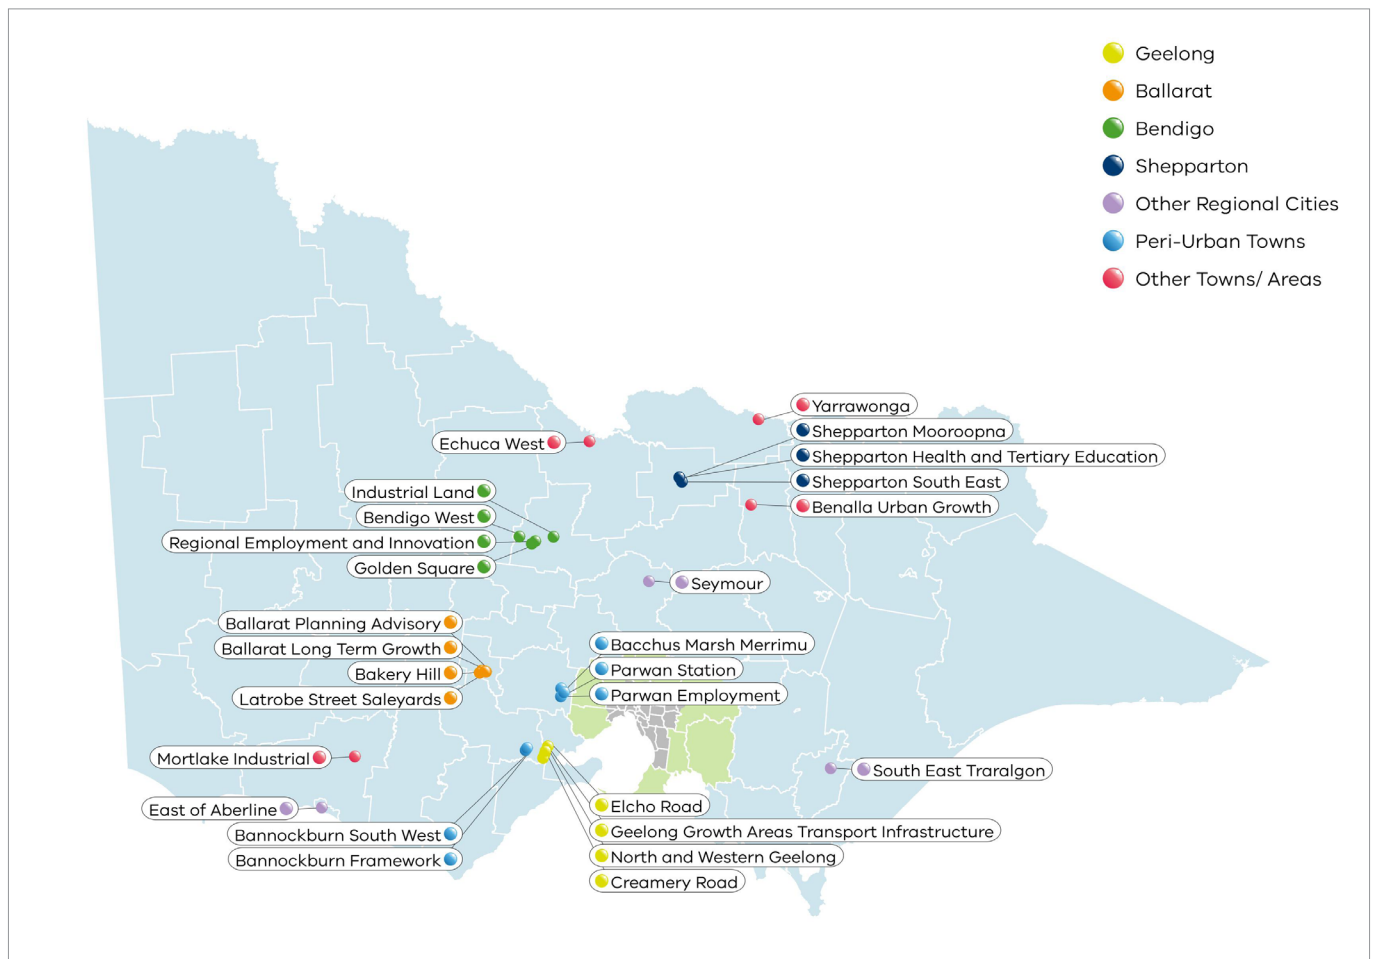 Geelong
Ballarat
Bendigo
Shepparton
Other Regional Cities
Peri-Urban Towns
Other Towns/ Areas
Yarrawonga
Shepparton Mooroopna
Echuca West
Shepparton Health and Tertiary Education
Shepparton South East
Industrial Land
Benalla Urban Growth
Bendigo West
Regional Employment and Innovation
Golden Square
Seymour
Ballarat Planning Advisory
Bacchus Marsh Merrimu
Ballarat Long Term Growth
Parwan Station
Bakery Hill
Parwan Employment
Latrobe Street Saleyards
Mortlake Industrial
South East Traralgon
East of Aberline
Elcho Road
Bannockburn South West
Geelong Growth Areas Transport Infrastructure
Bannockburn Framework
North and Western Geelong
Creamery Road